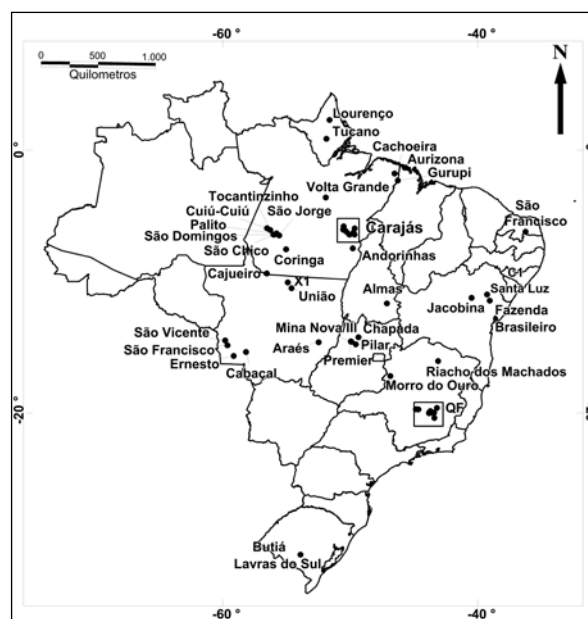 -60 °
-40 °
0 500 1.000
Quilometros
N
Lourenço
Tucano
0°
Cachoeira
Aurizona
Gurupi
Volta Grande
Tocantinzinho
Cuiú-Cuiú
São Jorge
Palito
São Domingos
São Chico
Carajás
São
Francisco
Coringa
Andorinhas
Cajueiro
X1
União
Almas
C1
Santa Luz
Jacobina
Fazenda
Brasileiro
São Vicente
São Francisco
Ernesto
Cabaçal
Mina Nova/III
Chapada
Araés
Pilar
Premier
Riacho dos Machados
Morro do Ouro
QF
-20 °
Butiá
Lavras do Sul
-60 °
-40 °